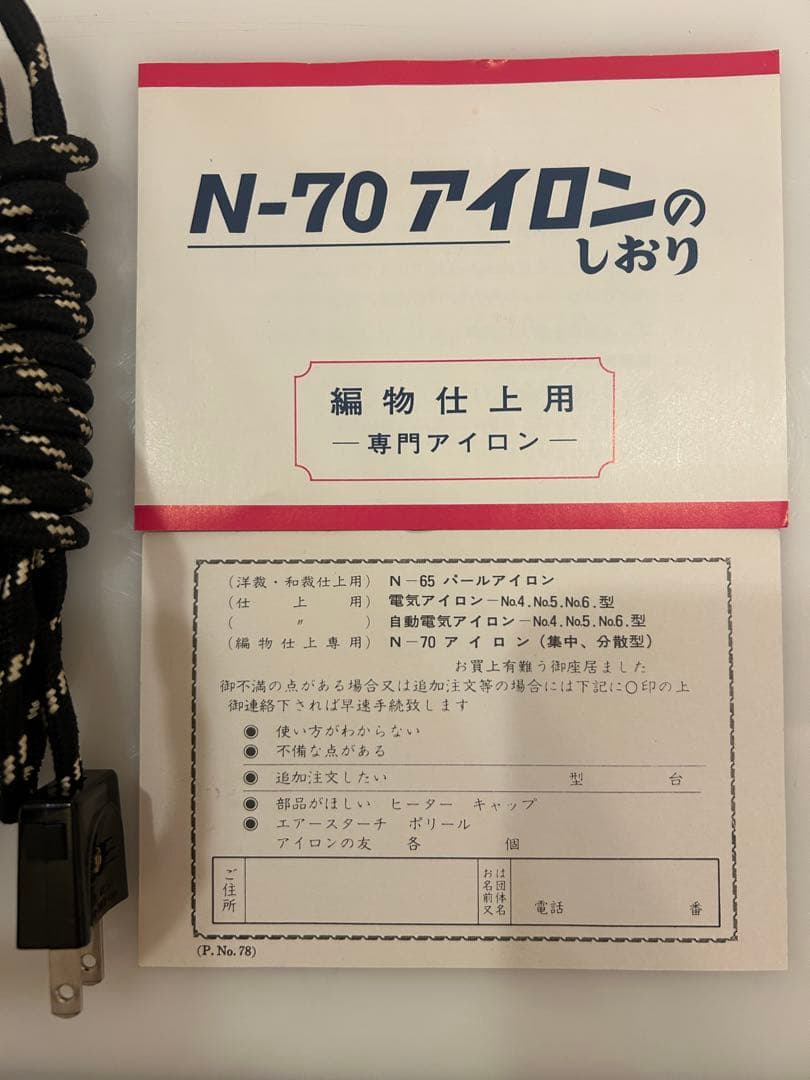 N-70 アイロンの
しおり
編物仕上用
―専門アイロン―
(洋裁・和裁仕上用) N-65 パールアイロン
(仕上用) 電気アイロン-No.4.No.5.No.6.型
(〃) 自動電気アイロン-No.4.No.5.No.6.型
(編物仕上専用) N-70 アイロン(集中、分散型)
お買上有難う御座居ました
御不満の点がある場合又は追加注文等の場合には下記に〇印の上
御連絡下されば早速手続致します
◉ 使い方がわからない
◉ 不備な点がある
◉ 追加注文したい 型 台
◉ 部品がほしい ヒーター キャップ
◉ エアースターチ ポリール
アイロンの友 各 個
ご住所
お名前又は団体名
電話 番
(P. No. 78)